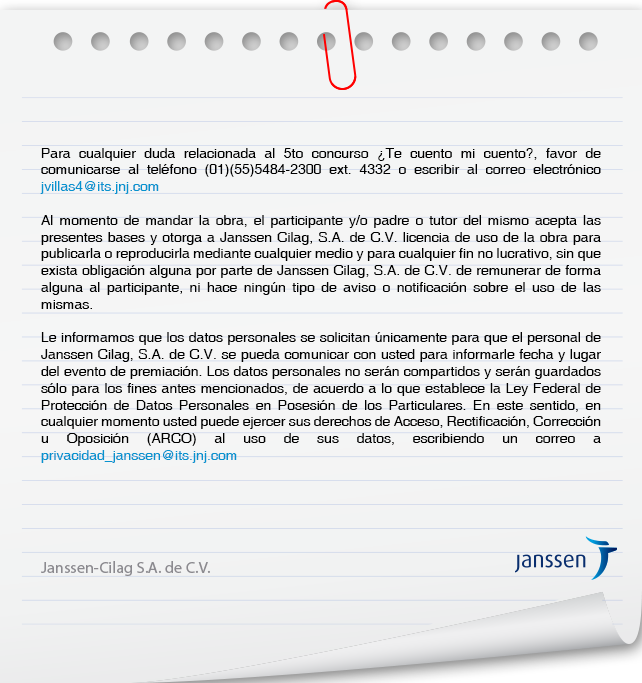 Para cualquier duda relacionada al 5to concurso ¿Te cuento mi cuento?, favor de
comunicarse al teléfono (01)(55)5484-2300 ext. 4332 o escribir al correo electrónico
jvillas4@its.jnj.com
Al momento de mandar la obra, el participante y/o padre o tutor del mismo acepta las
presentes bases y otorga a Janssen Cilag, S.A. de C.V. licencia de uso de la obra para
publicarla o reproducirla mediante cualquier medio y para cualquier fin no lucrativo, sin que
exista obligación alguna por parte de Janssen Cilag, S.A. de C.V. de remunerar de forma
alguna al participante, ni hace ningún tipo de aviso o notificación sobre el uso de las
mismas.
Le informamos que los datos personales se solicitan únicamente para que el personal de
Janssen Cilag, S.A. de C.V. se pueda comunicar con usted para informarle fecha y lugar
del evento de premiación. Los datos personales no serán compartidos y serán guardados
sólo para los fines antes mencionados, de acuerdo a lo que establece la Ley Federal de
Protección de Datos Personales en Posesión de los Particulares. En este sentido, en
cualquier momento usted puede ejercer sus derechos de Acceso, Rectificación, Corrección
u Oposición (ARCO) al uso de sus datos, escribiendo un correo a
privacidad_janssen@its.jnj.com
Janssen-Cilag S.A. de C.V.
janssen